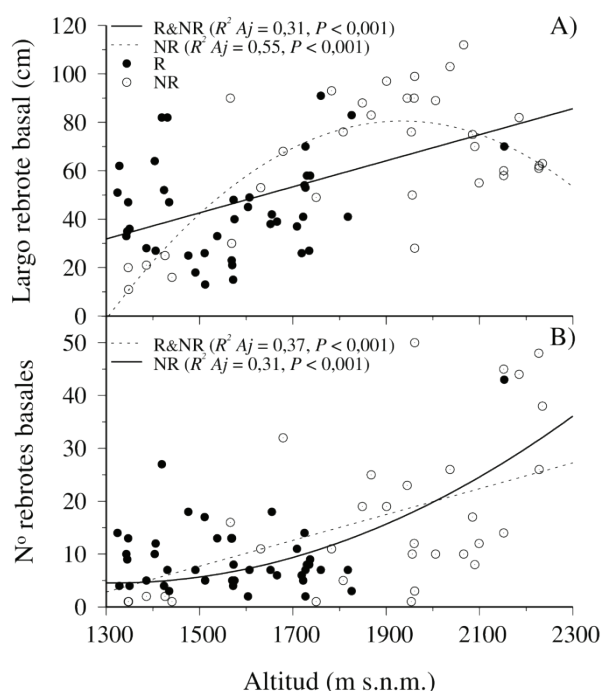 A)
R&NR (R² Aj = 0,31, P < 0,001)
NR (R² Aj = 0,55, P < 0,001)
R
NR
Largo rebrote basal (cm)
120
100
80
60
40
20
0
B)
R&NR (R² Aj = 0,37, P < 0,001)
NR (R² Aj = 0,31, P < 0,001)
Nº rebrotes basales
50
40
30
20
10
0
1300 1500 1700 1900 2100 2300
Altitud (m s.n.m.)